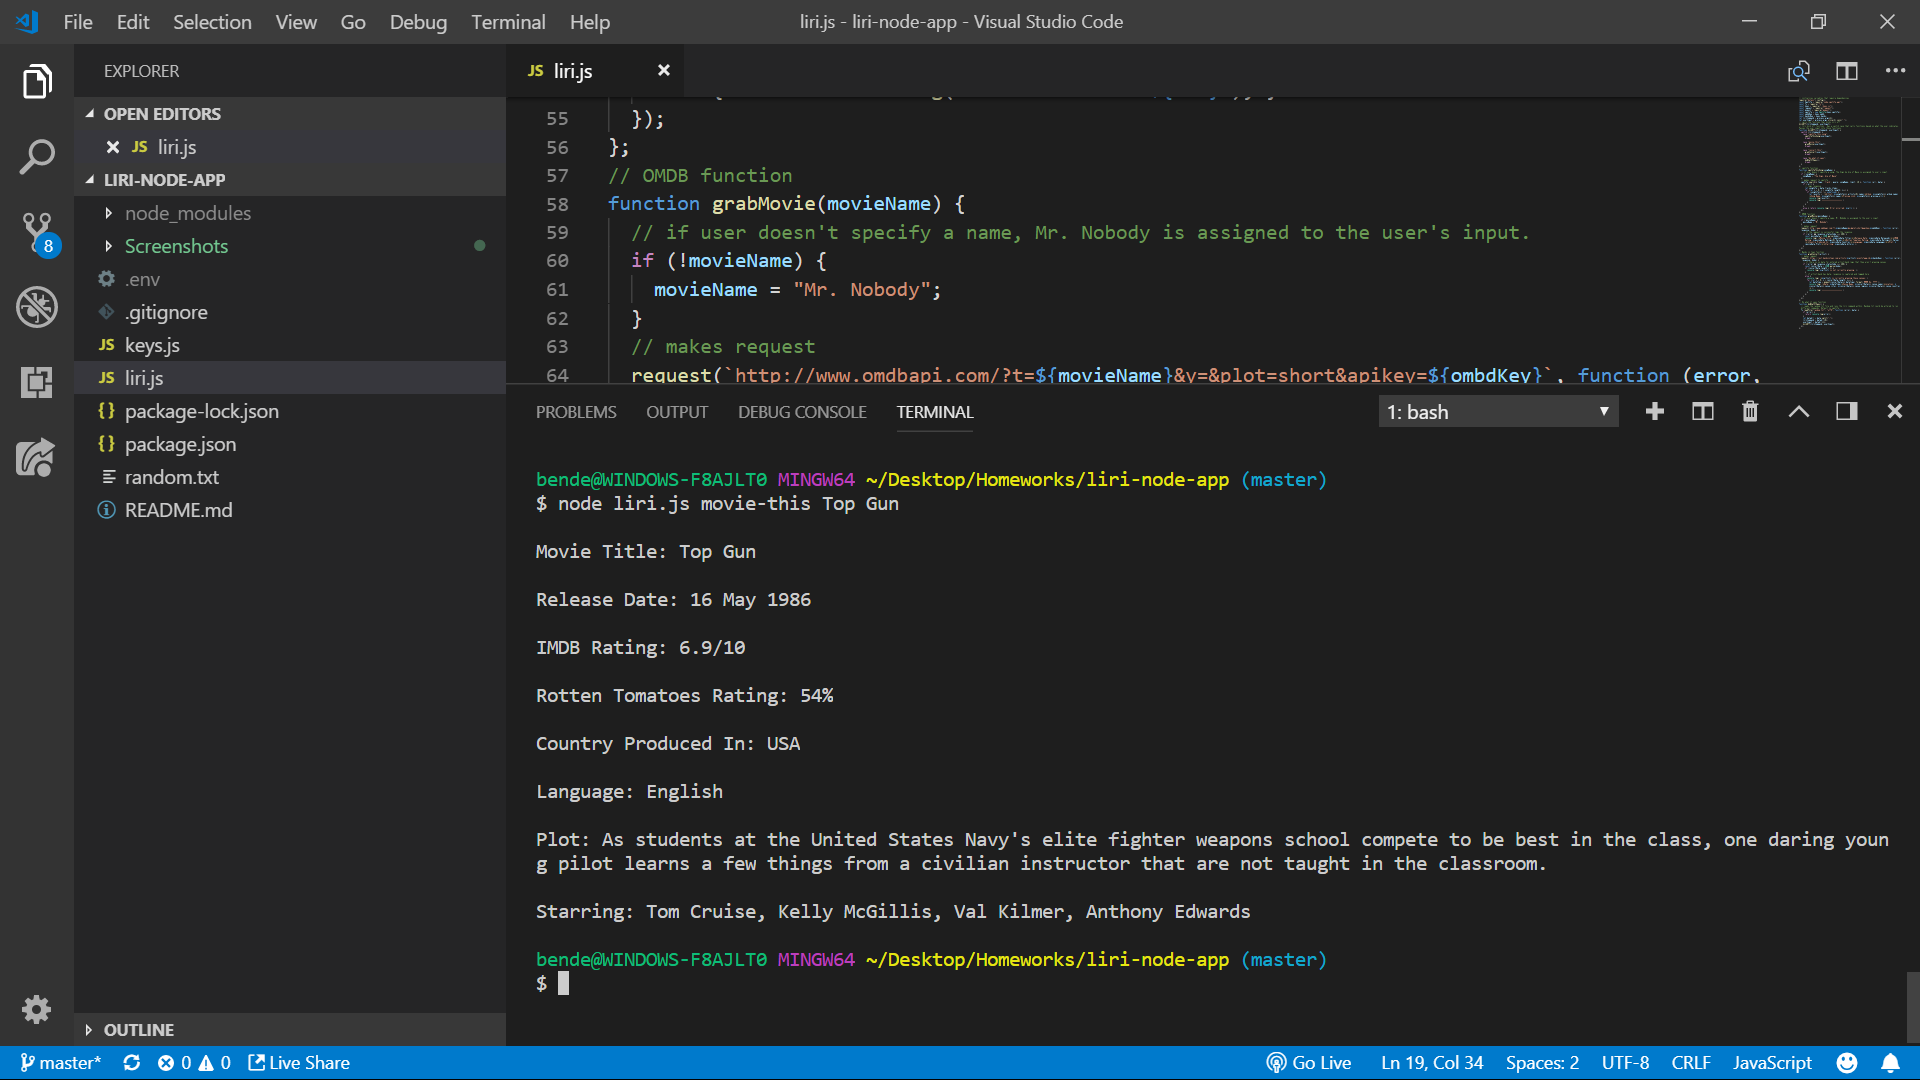 File Edit Selection View Go Debug Terminal Help
liri.js - liri-node-app - Visual Studio Code
EXPLORER
OPEN EDITORS
JS liri.js
LIRI-NODE-APP
node_modules
Screenshots
.env
.gitignore
JS keys.js
JS liri.js
{} package-lock.json
{} package.json
random.txt
README.md
OUTLINE
8
JS liri.js
55 });
56 };
57 // OMDB function
58 function grabMovie(movieName) {
59 // if user doesn't specify a name, Mr. Nobody is assigned to the user's input.
60 if (!movieName) {
61 movieName = "Mr. Nobody";
62 }
63 // makes request
64 request(`http://www.omdbapi.com/?t=${movieName}&y=&plot=short&apikey=${ombdKey}`, function (error,
PROBLEMS OUTPUT DEBUG CONSOLE TERMINAL
1: bash
bende@WINDOWS-F8AJLT0 MINGW64 ~/Desktop/Homeworks/liri-node-app (master)
$ node liri.js movie-this Top Gun
Movie Title: Top Gun
Release Date: 16 May 1986
IMDB Rating: 6.9/10
Rotten Tomatoes Rating: 54%
Country Produced In: USA
Language: English
Plot: As students at the United States Navy's elite fighter weapons school compete to be best in the class, one daring youn
g pilot learns a few things from a civilian instructor that are not taught in the classroom.
Starring: Tom Cruise, Kelly McGillis, Val Kilmer, Anthony Edwards
bende@WINDOWS-F8AJLT0 MINGW64 ~/Desktop/Homeworks/liri-node-app (master)
$
master* 0 0 Live Share
Go Live Ln 19, Col 34 Spaces: 2 UTF-8 CRLF JavaScript